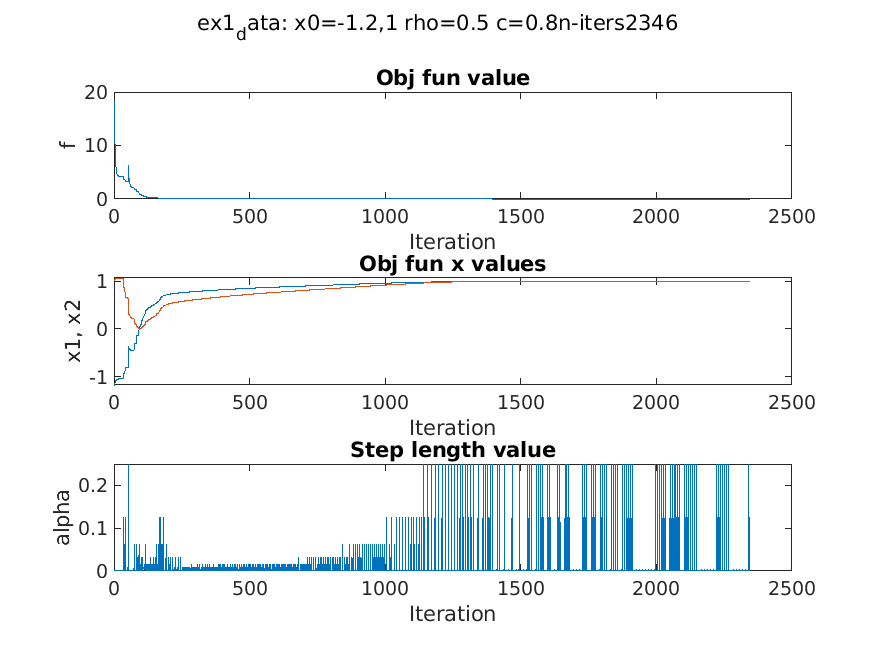 ex1_data: x0=-1.2,1 rho=0.5 c=0.8n-iters2346
Obj fun value
20
10
0
f
0 500 1000 1500 2000 2500
Iteration
Obj fun x values
1
0
-1
x1, x2
0 500 1000 1500 2000 2500
Iteration
Step length value
0.2
0.1
0
alpha
0 500 1000 1500 2000 2500
Iteration